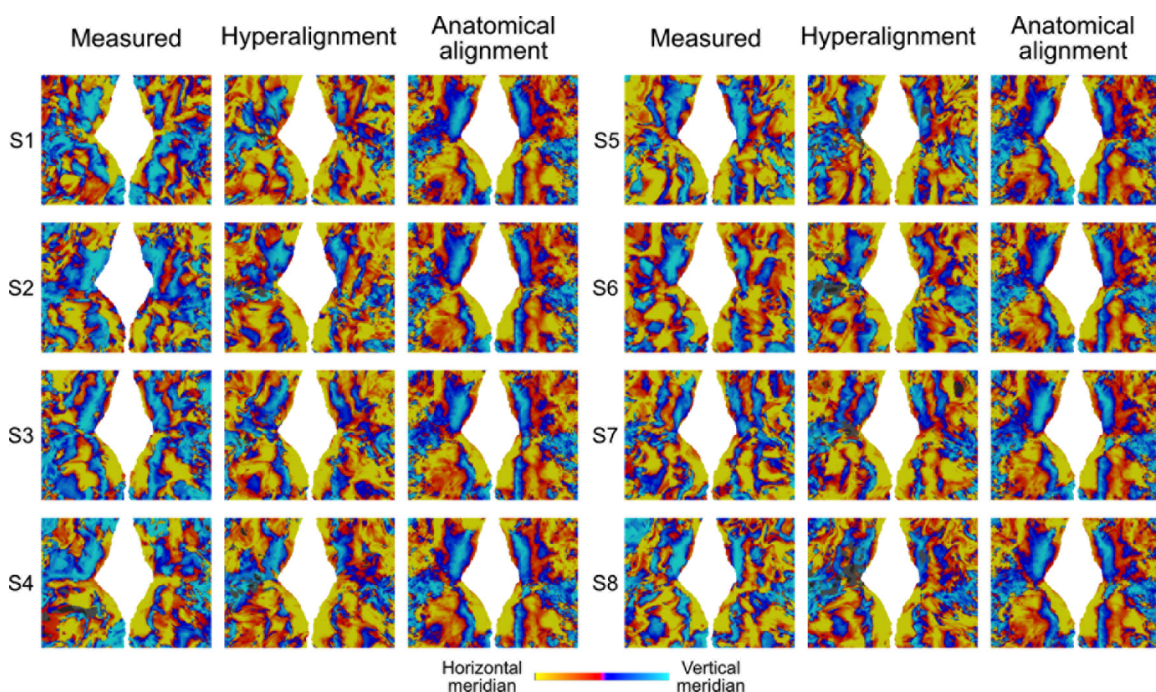 Measured Hyperalignment Anatomical alignment Measured Hyperalignment Anatomical alignment
S1 S5
S2 S6
S3 S7
S4 S8
Horizontal meridian Vertical meridian